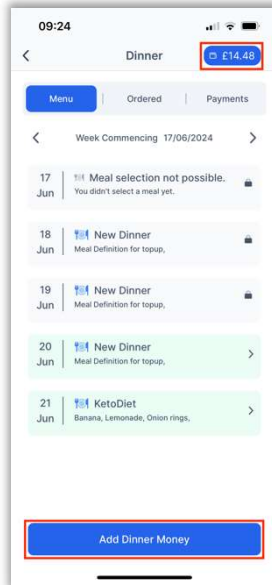 09:24
Dinner
£14.48
Menu
Ordered
Payments
Week Commencing 17/06/2024
17
Jun
Meal selection not possible.
You didn't select a meal yet.
18
Jun
New Dinner
Meal Definition for topup,
19
Jun
New Dinner
Meal Definition for topup,
20
Jun
New Dinner
Meal Definition for topup,
21
Jun
KetoDiet
Banana, Lemonade, Onion rings,
Add Dinner Money